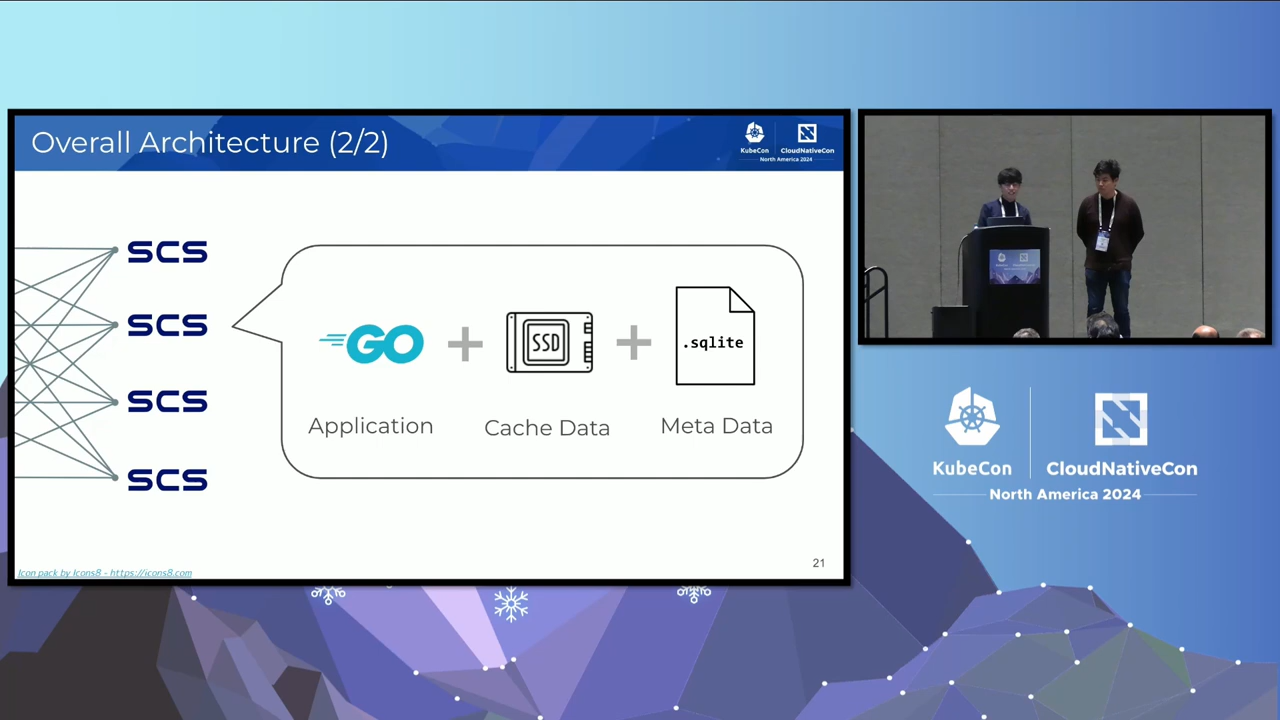 Overall Architecture (2/2)
KubeCon
CloudNativeCon
North America 2024
SCS
SCS
SCS
SCS
GO
SSD
.sqlite
Application
Cache Data
Meta Data
21
Icon pack by Icons8 - https://icons8.com
KubeCon
CloudNativeCon
North America 2024